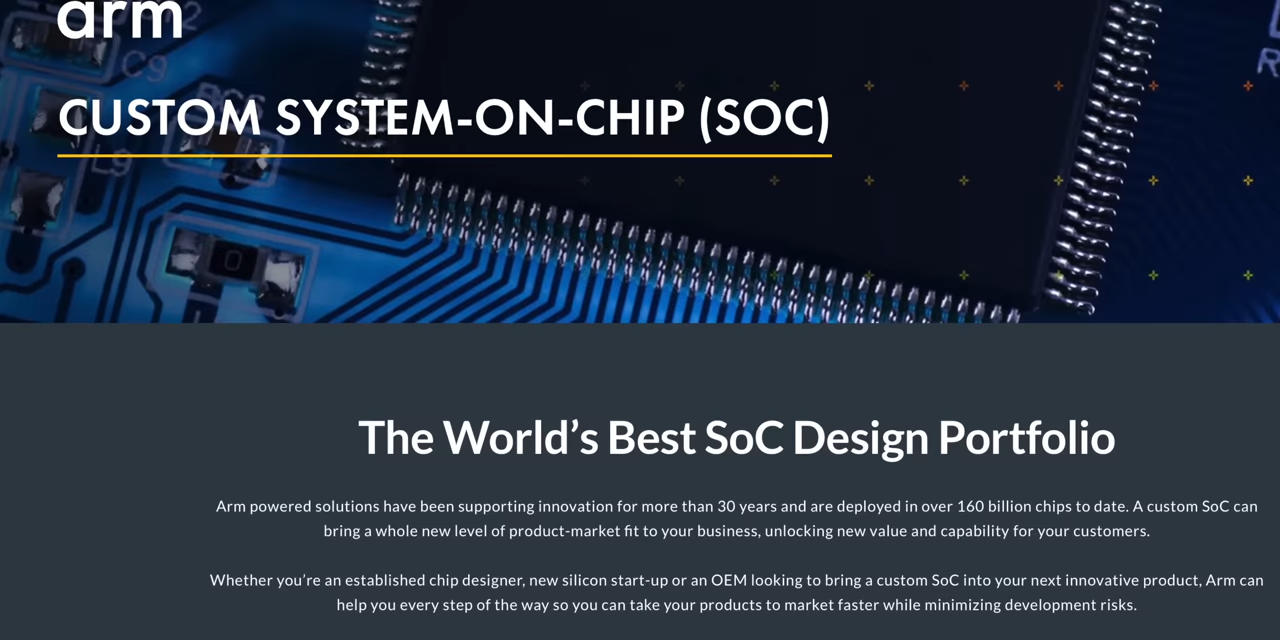 arm
C9
CUSTOM SYSTEM-ON-CHIP (SOC)
L9
0
The World’s Best SoC Design Portfolio
Arm powered solutions have been supporting innovation for more than 30 years and are deployed in over 160 billion chips to date. A custom SoC can
bring a whole new level of product-market fit to your business, unlocking new value and capability for your customers.
Whether you’re an established chip designer, new silicon start-up or an OEM looking to bring a custom SoC into your next innovative product, Arm can
help you every step of the way so you can take your products to market faster while minimizing development risks.